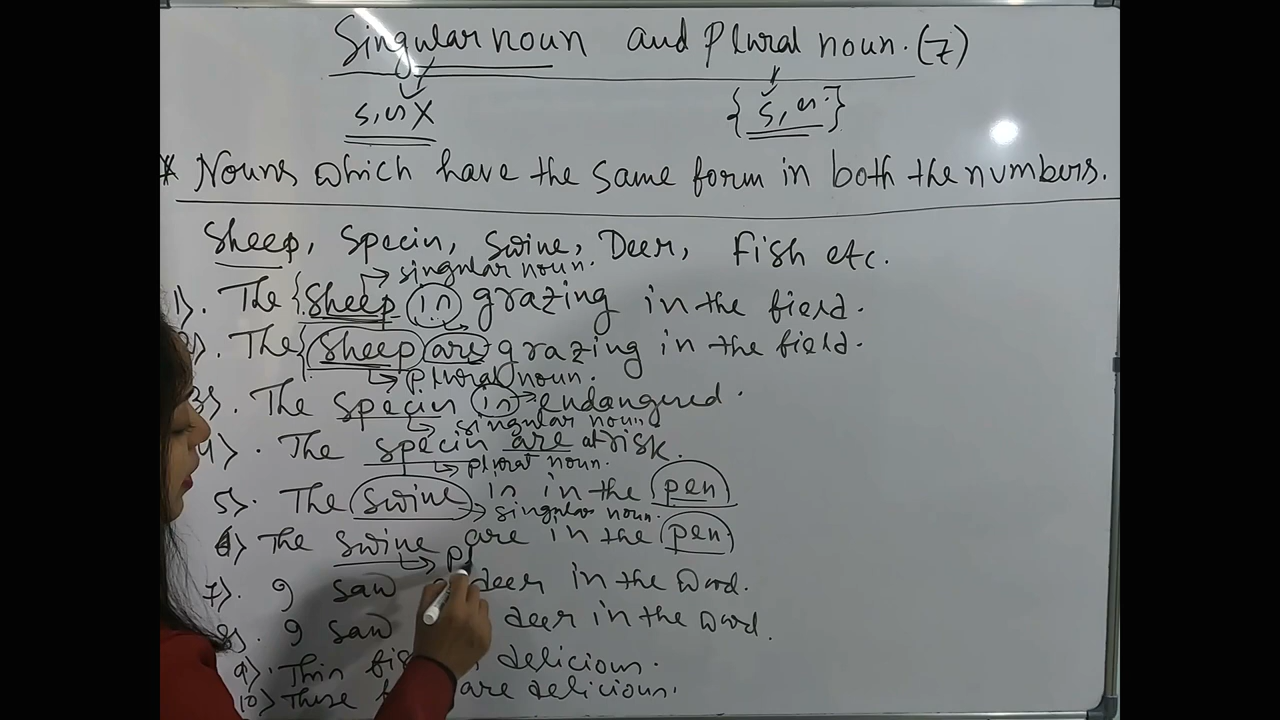 Singular noun and Plural noun. (7)
s, es X { s, es. }
* Nouns which have the same form in both the numbers.
Sheep, Species, Swine, Deer, Fish etc.
singular noun.
1). The { Sheep is grazing in the field.
2). The { Sheep are grazing in the field.
plural noun.
3). The species is endangered.
singular noun
4). The species are at risk.
plural noun.
5). The swine is in the pen
singular noun.
6) The swine are in the pen
pl
7). I saw deer in the wood.
8). I saw deer in the wood.
9). This delicious.
10) These are delicious.